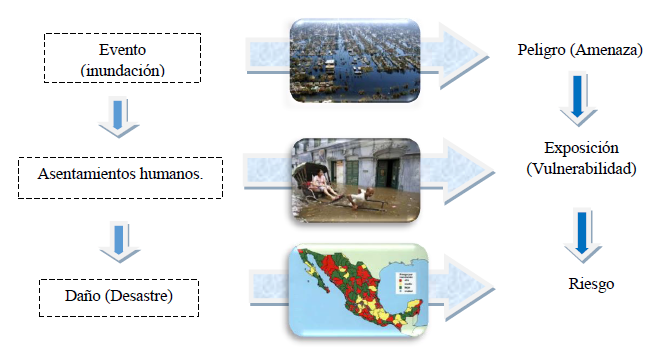 Evento
(inundación)
Peligro (Amenaza)
Asentamientos humanos.
Exposición
(Vulnerabilidad)
Daño (Desastre)
Riesgo